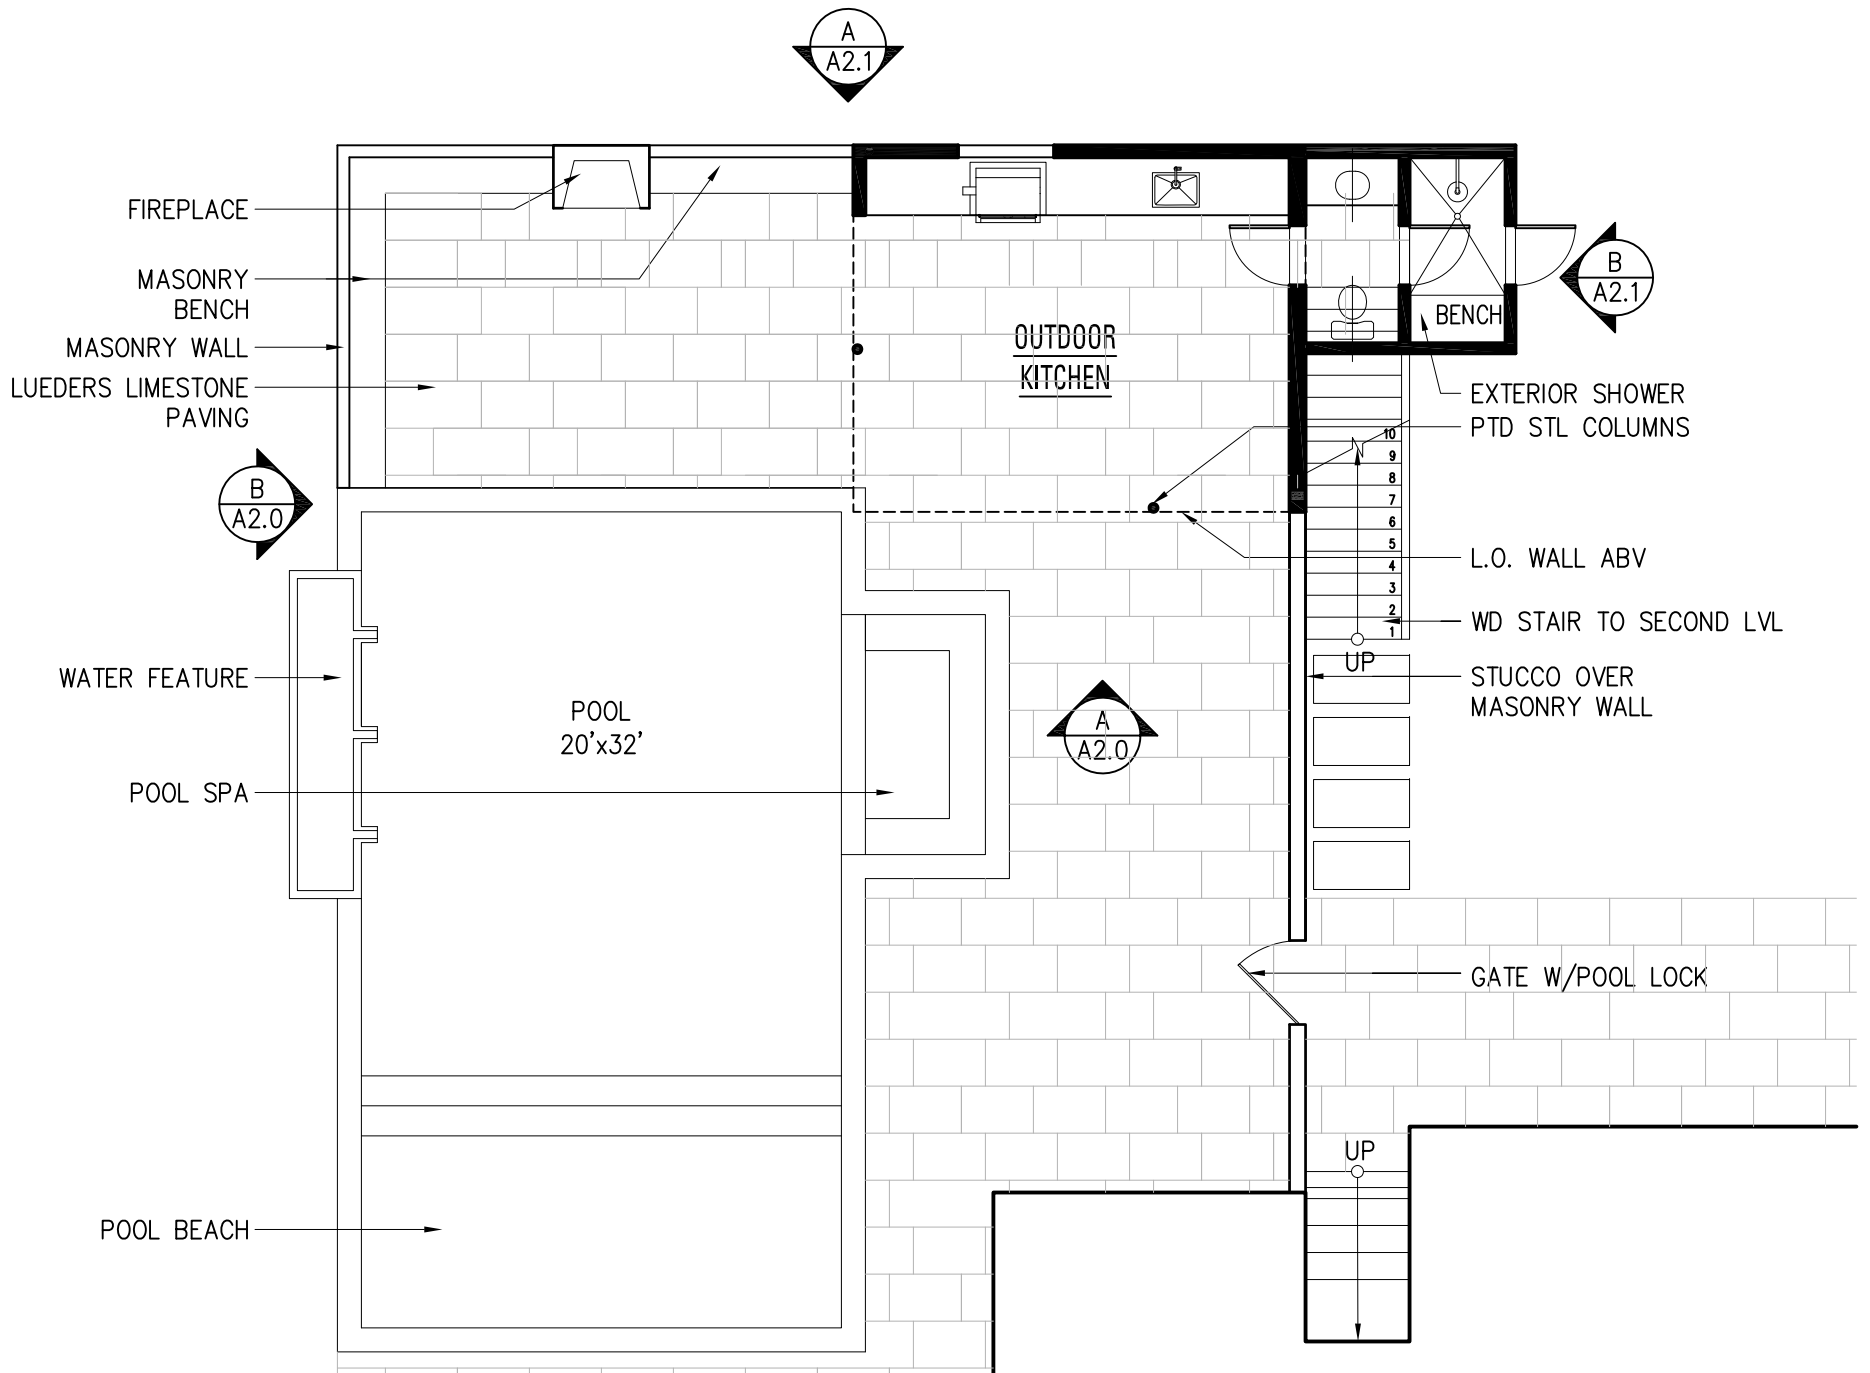 A
A2.1
FIREPLACE
MASONRY
BENCH
MASONRY WALL
LUEDERS LIMESTONE
PAVING
B
A2.0
WATER FEATURE
POOL SPA
POOL BEACH
POOL
20'x32'
OUTDOOR
KITCHEN
A
A2.0
BENCH
B
A2.1
EXTERIOR SHOWER
PTD STL COLUMNS
10
9
8
7
6
5
4
3
2
1
UP
L.O. WALL ABV
WD STAIR TO SECOND LVL
STUCCO OVER
MASONRY WALL
GATE W/POOL LOCK
UP